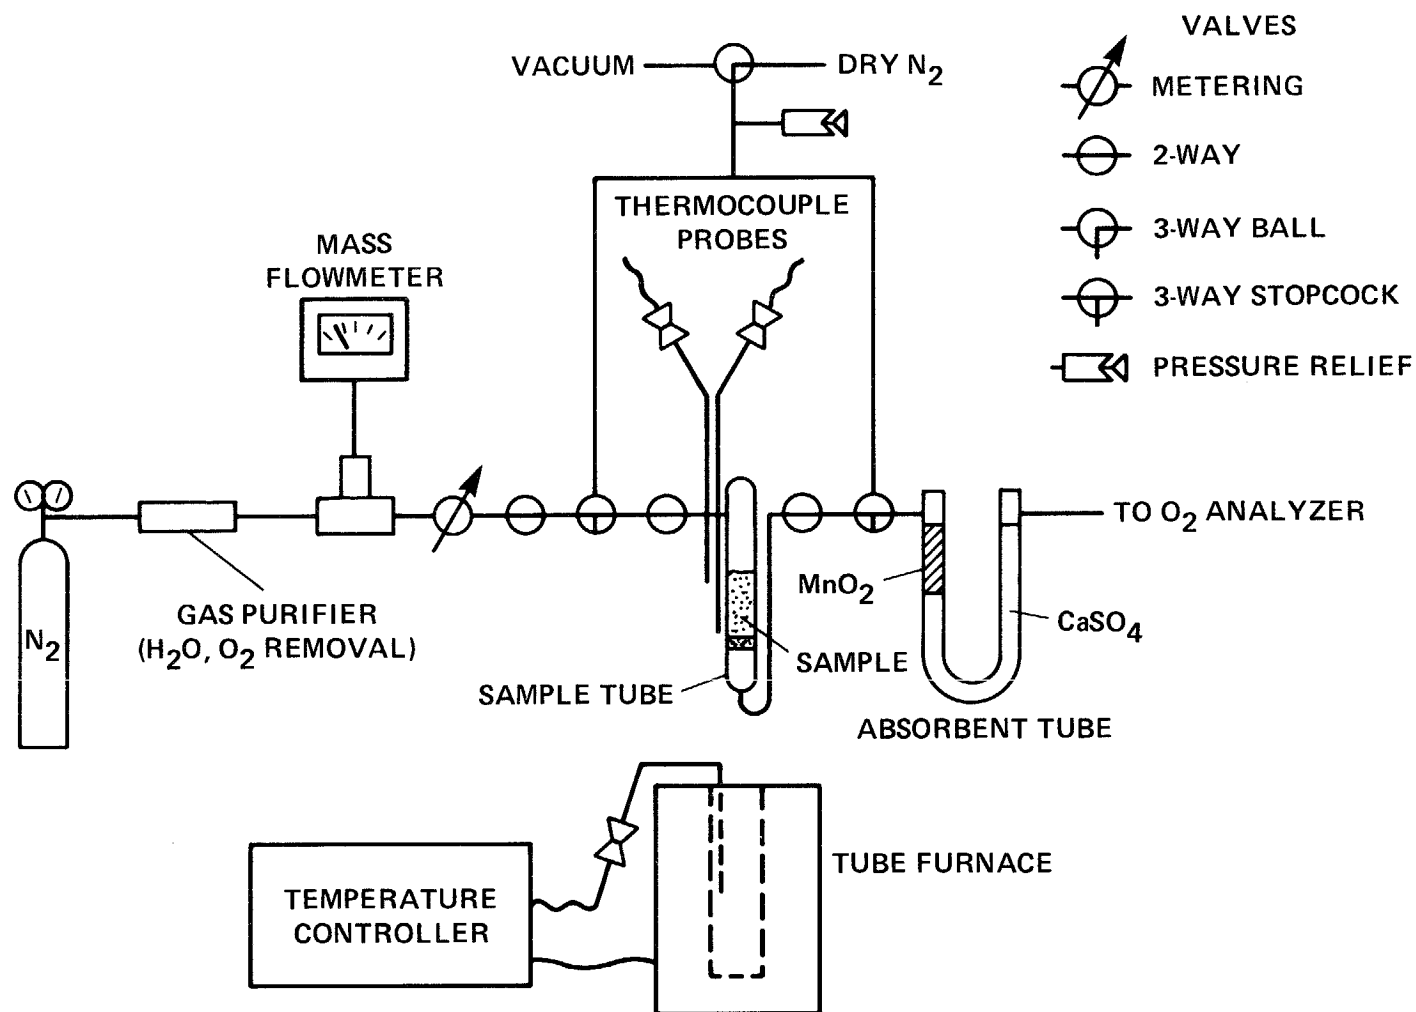 VALVES
VACUUM
DRY N2
METERING
2-WAY
3-WAY BALL
3-WAY STOPCOCK
PRESSURE RELIEF
THERMOCOUPLE
PROBES
MASS
FLOWMETER
TO O2 ANALYZER
MnO2
CaSO4
GAS PURIFIER
(H2O, O2 REMOVAL)
N2
SAMPLE
SAMPLE TUBE
ABSORBENT TUBE
TUBE FURNACE
TEMPERATURE
CONTROLLER